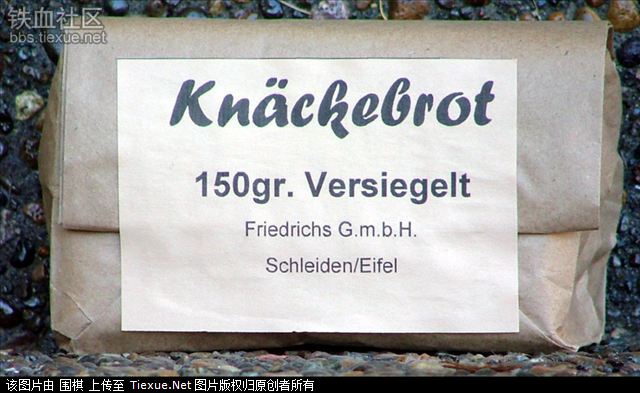 铁血社区
bbs.tiexue.net
Knäckebrot
150gr. Versiegelt
Friedrichs G.m.b.H.
Schleiden/Eifel
该图片由 围棋 上传至 Tiexue.Net 图片版权归原创者所有